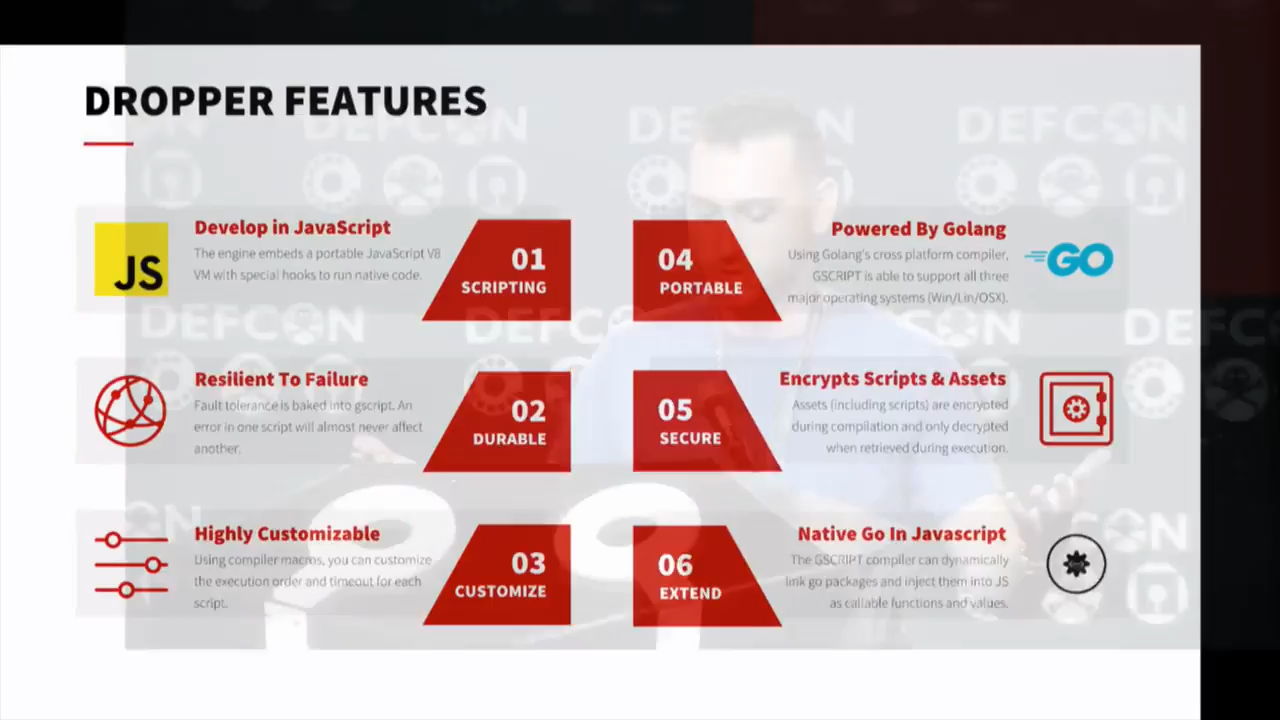 DROPPER FEATURES
DEFCON
DEFCON
DEFCON
JS
Develop in JavaScript
The engine embeds a portable JavaScript V8
VM with special hooks to run native code.
01
SCRIPTING
04
PORTABLE
Powered By Golang
Using Golang's cross platform compiler,
GSCRIPT is able to support all three
major operating systems (Win/Lin/OSX).
GO
DEFCON
DEFCON
DEFCON
Resilient To Failure
Fault tolerance is baked into gscript. An
error in one script will almost never affect
another.
02
DURABLE
05
SECURE
Encrypts Scripts & Assets
Assets (including scripts) are encrypted
during compilation and only decrypted
when retrieved during execution.
Highly Customizable
Using compiler macros, you can customize
the execution order and timeout for each
script.
03
CUSTOMIZE
06
EXTEND
Native Go In Javascript
The GSCRIPT compiler can dynamically
link go packages and inject them into JS
as callable functions and values.